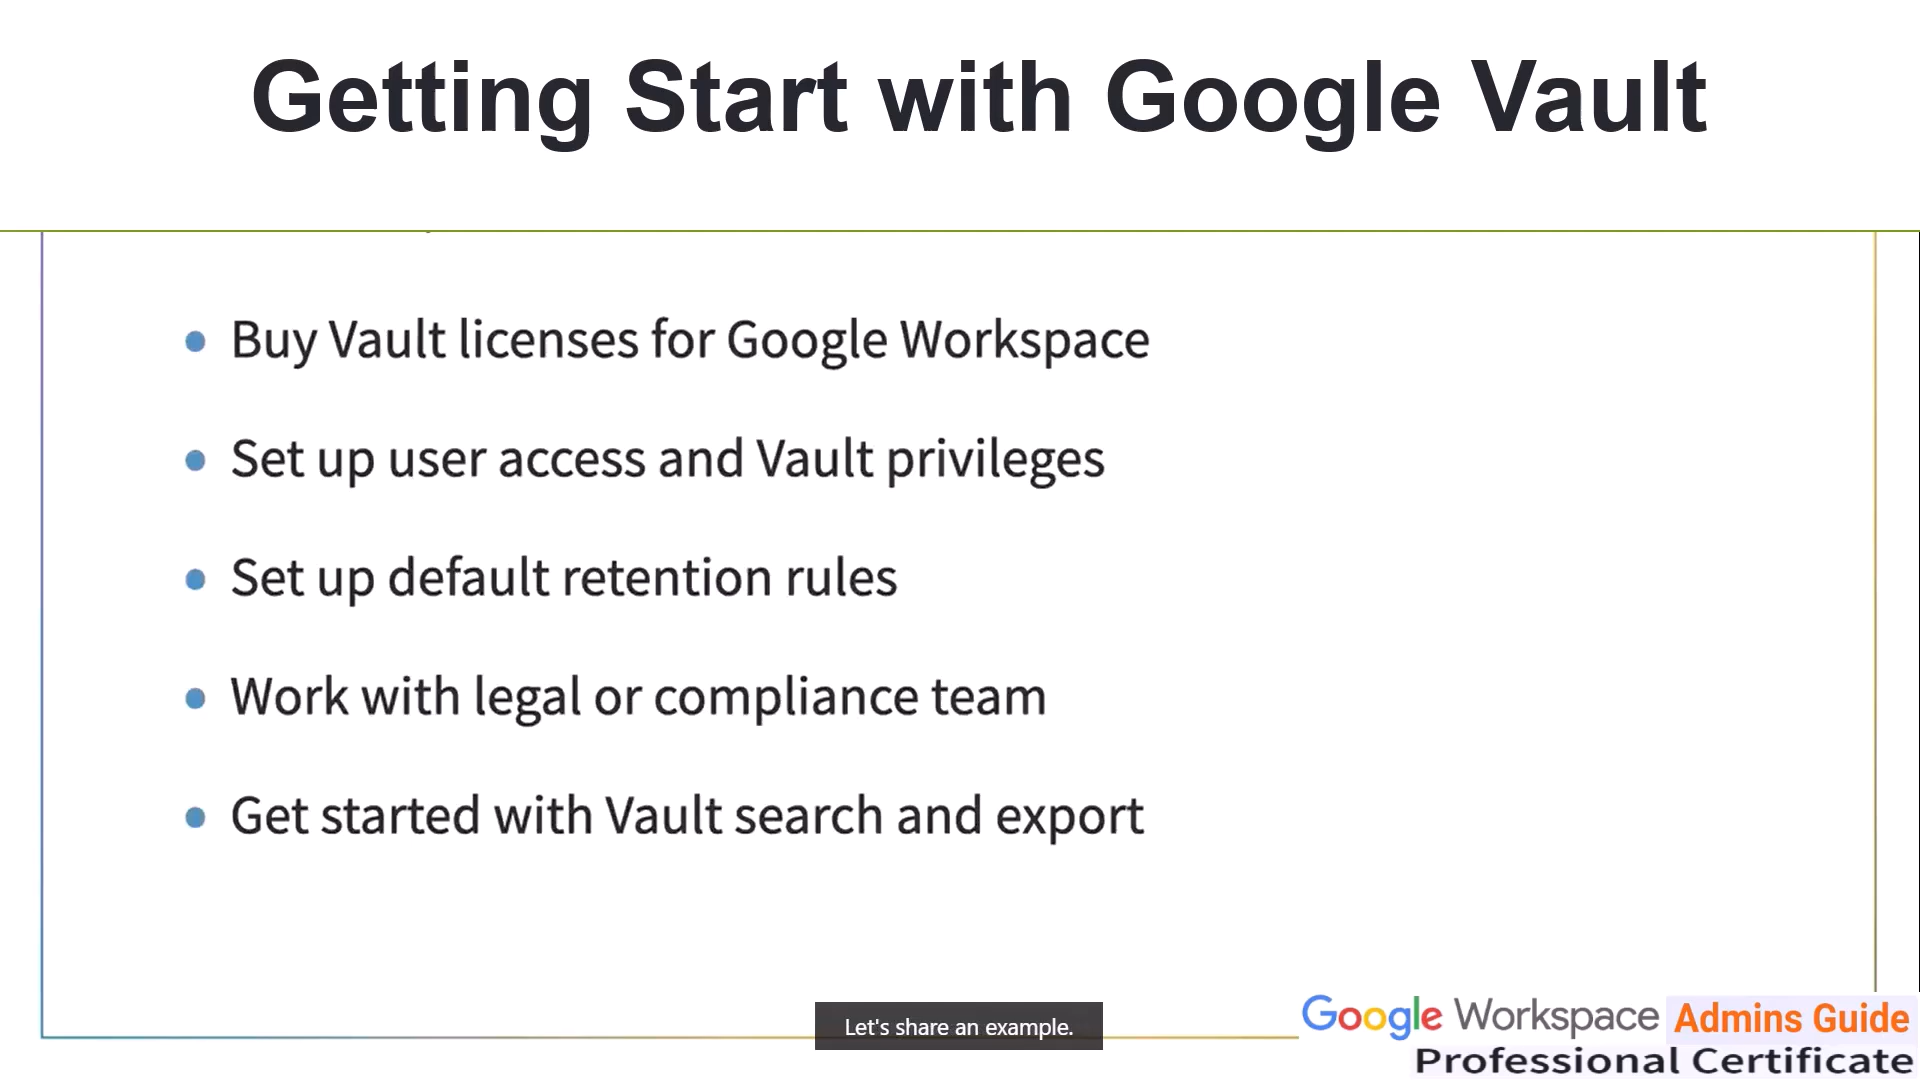 Getting Start with Google Vault
Buy Vault licenses for Google Workspace
Set up user access and Vault privileges
Set up default retention rules
Work with legal or compliance team
Get started with Vault search and export
Let's share an example.
Google Workspace Admins Guide
Professional Certificate